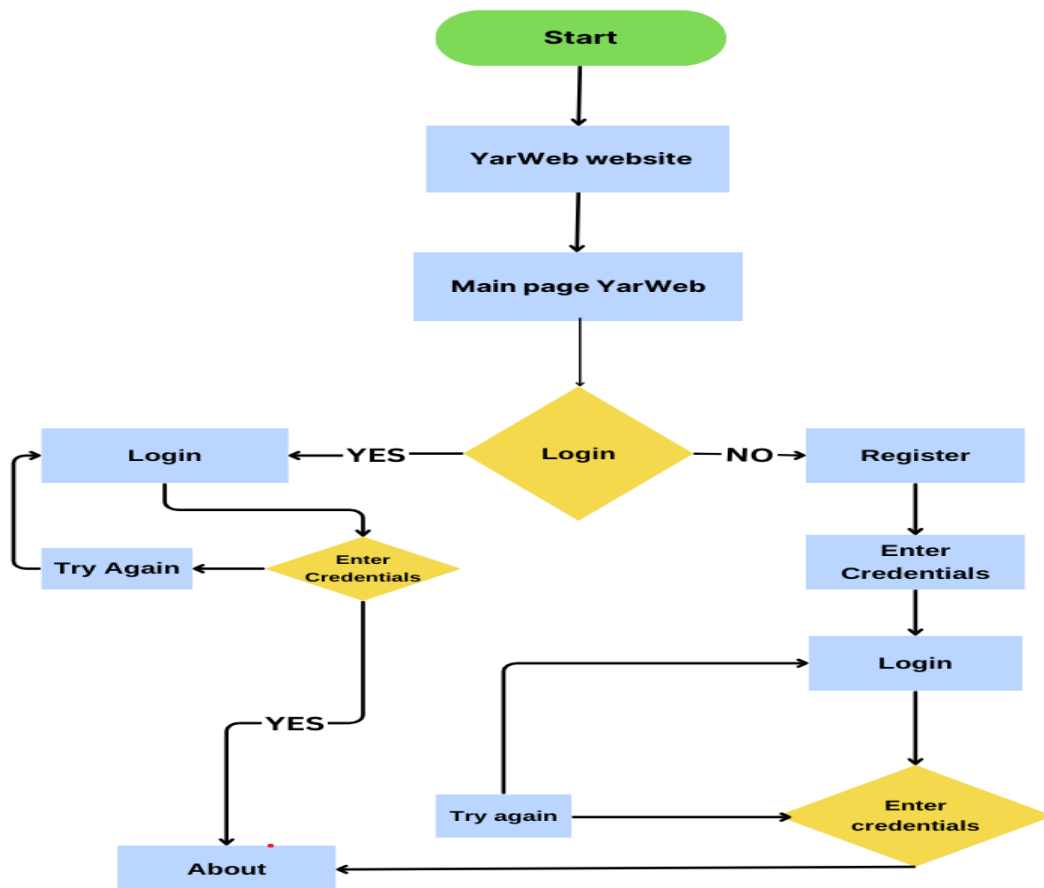 Start
YarWeb website
Main page YarWeb
Login
YES
Login
NO
Register
Try Again
Enter
Credentials
Enter
Credentials
Login
YES
Try again
Enter
credentials
About